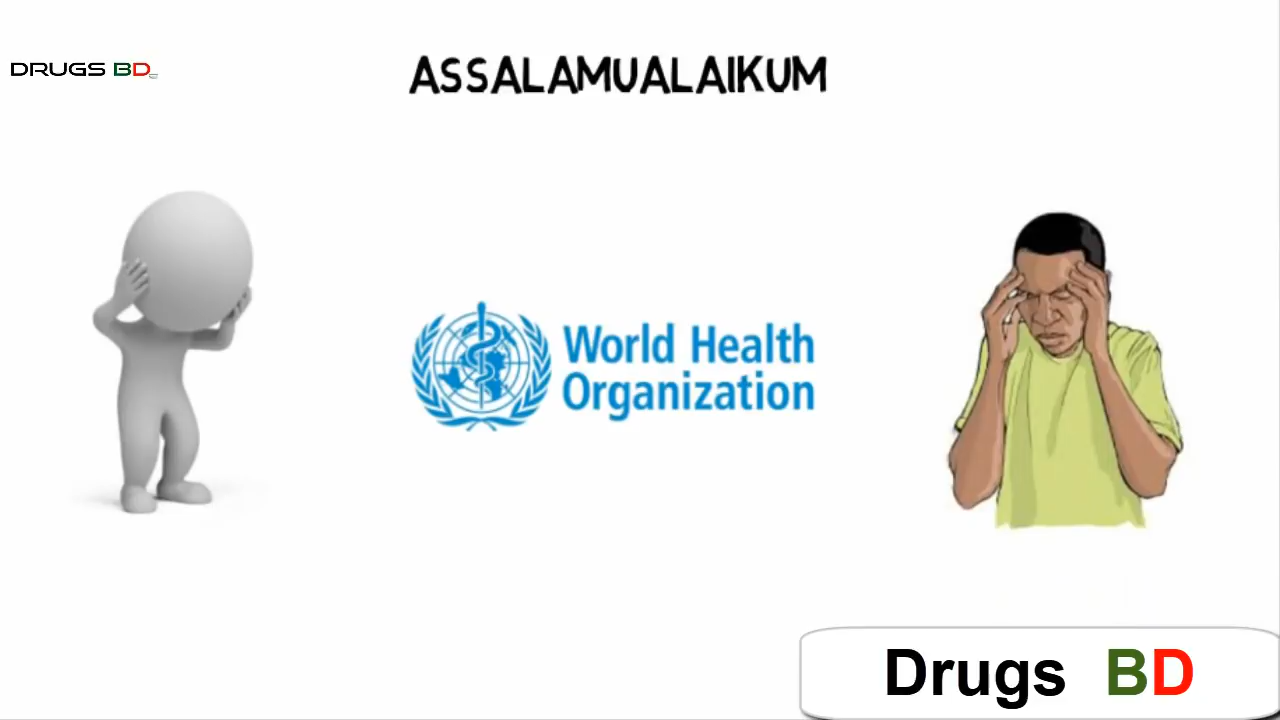 DRUGS BD
ASSALAMUALAIKUM
World Health
Organization
Drugs BD